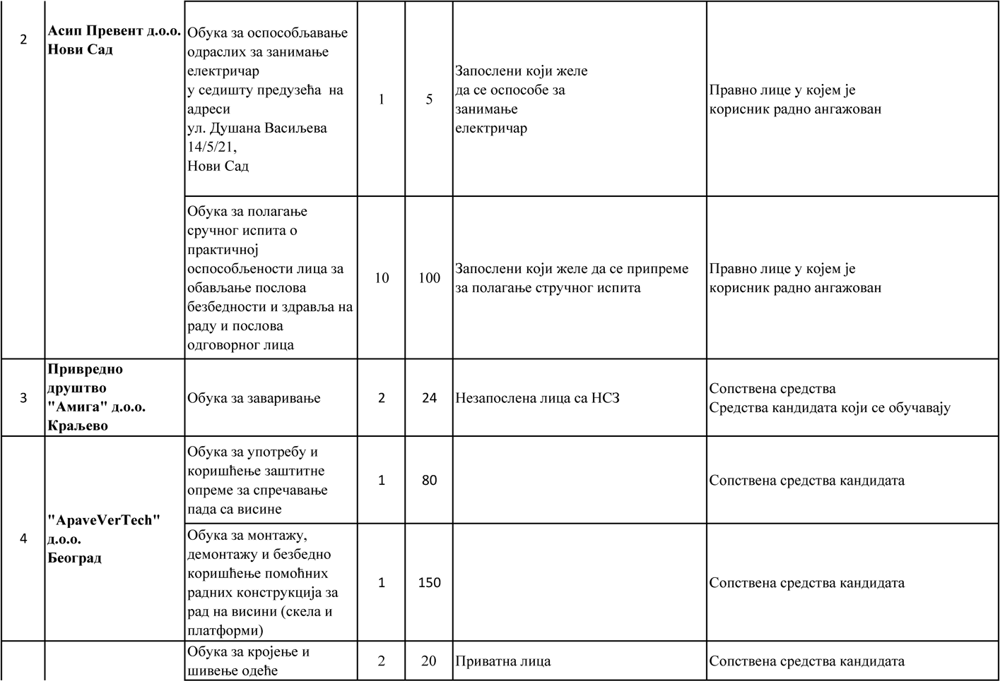 2
Асип Превент д.о.о.
Нови Сад
Обука за оспособљавање
одраслих за занимање
електричар
у седишту предузећа на
адреси
ул. Душана Васиљева
14/5/21,
Нови Сад
1
5
Запослени који желе
да се оспособе за
занимање
електричар
Правно лице у којем је
корисник радно ангажован
Обука за полагање
сручног испита о
практичној
оспособљености лица за
обављање послова
безбедности и здравља на
раду и послова
одговорног лица
10
100
Запослени који желе да се припреме
за полагање стручног испита
Правно лице у којем је
корисник радно ангажован
3
Привредно
друштво
"Амига" д.о.о.
Краљево
Обука за заваривање
2
24
Незапослена лица са НСЗ
Сопствена средства
Средства кандидата који се обучавају
4
"ApaveVerTech"
д.о.о.
Београд
Обука за употребу и
коришћење заштитне
опреме за спречавање
пада са висине
1
80
Сопствена средства кандидата
Обука за монтажу,
демонтажу и безбедно
коришћење помоћних
радних конструкција за
рад на висини (скела и
платформи)
1
150
Сопствена средства кандидата
Обука за кројење и
шивење одеће
2
20
Приватна лица
Сопствена средства кандидата